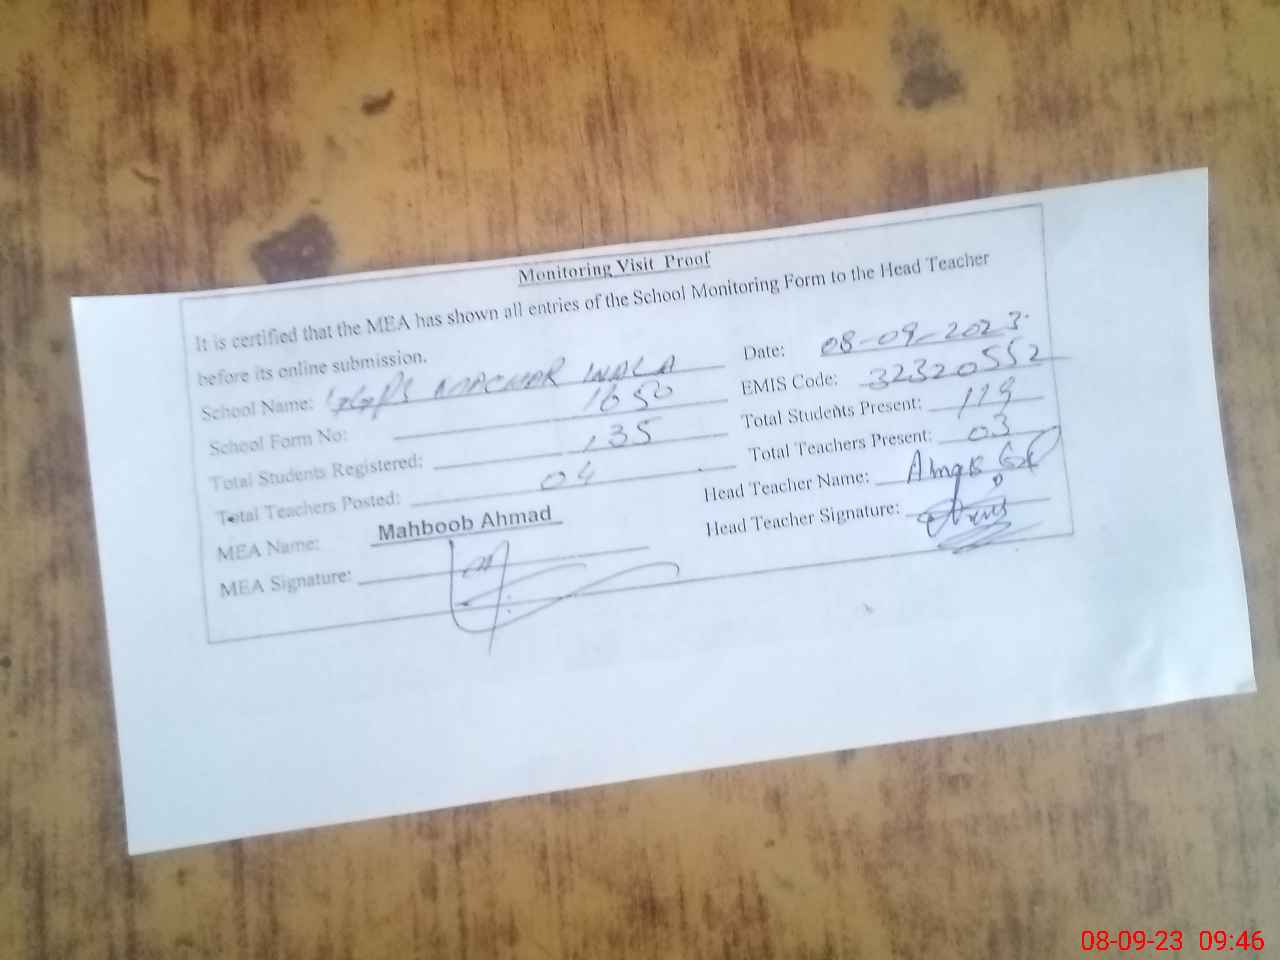 Monitoring Visit Proof
It is certified that the MEA has shown all entries of the School Monitoring Form to the Head Teacher
before its online submission.
Date: 08-09-2023
School Name: WALA
EMIS Code: 32320552
School Form No: 1650
Total Students Present: 119
Total Students Registered: 135
Total Teachers Present: 03
Total Teachers Posted: 04
Head Teacher Name:
MEA Name: Mahboob Ahmad
Head Teacher Signature:
MEA Signature:
08-09-23 09:46